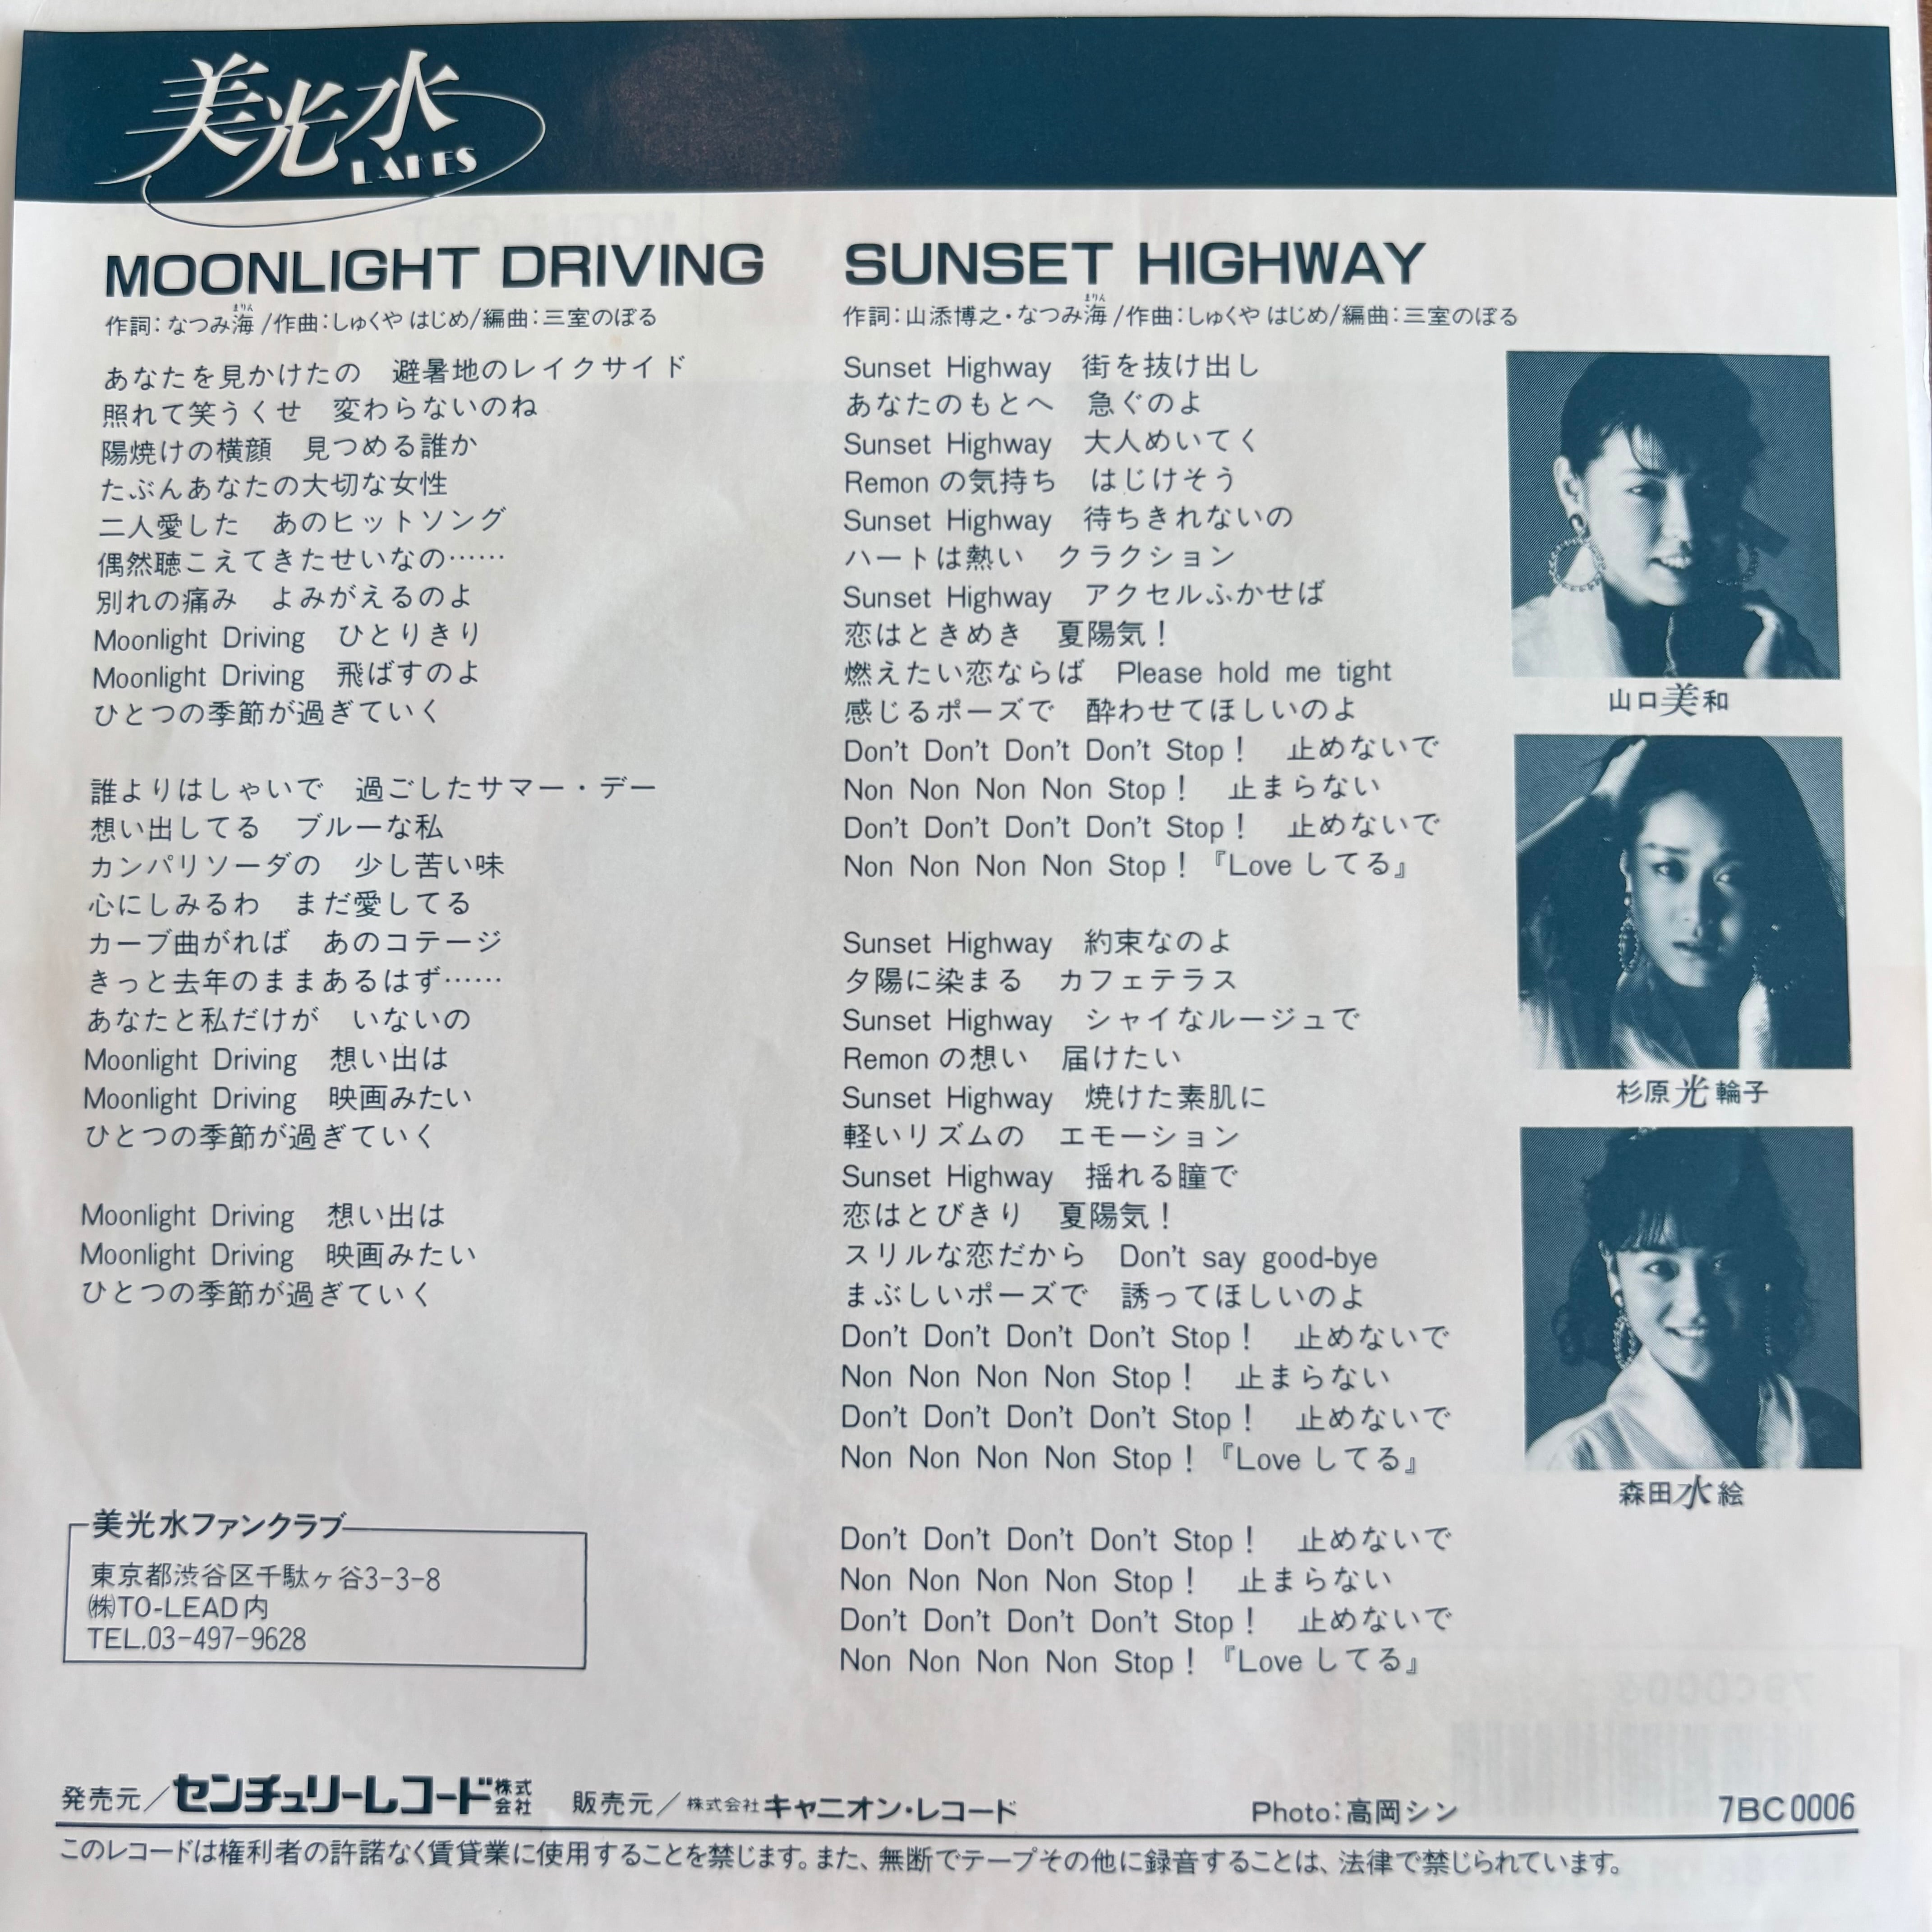 美光水
LAKES
MOONLIGHT DRIVING
まりん
作詞：なつみ海/作曲：しゅくや はじめ/編曲：三室のぼる
あなたを見かけたの　避暑地のレイクサイド
照れて笑うくせ　変わらないのね
陽焼けの横顔　見つめる誰か
たぶんあなたの大切な女性
二人愛した　あのヒットソング
偶然聴こえてきたせいなの……
別れの痛み　よみがえるのよ
Moonlight Driving　ひとりきり
Moonlight Driving　飛ばすのよ
ひとつの季節が過ぎていく
誰よりはしゃいで　過ごしたサマー・デー
想い出してる　ブルーな私
カンパリソーダの　少し苦い味
心にしみるわ　まだ愛してる
カーブ曲がれば　あのコテージ
きっと去年のままあるはず……
あなたと私だけが　いないの
Moonlight Driving　想い出は
Moonlight Driving　映画みたい
ひとつの季節が過ぎていく
Moonlight Driving　想い出は
Moonlight Driving　映画みたい
ひとつの季節が過ぎていく
SUNSET HIGHWAY
まりん
作詞：山添博之・なつみ海/作曲：しゅくや はじめ/編曲：三室のぼる
Sunset Highway　街を抜け出し
あなたのもとへ　急ぐのよ
Sunset Highway　大人めいてく
Remonの気持ち　はじけそう
Sunset Highway　待ちきれないの
ハートは熱い　クラクション
Sunset Highway　アクセルふかせば
恋はときめき　夏陽気！
燃えたい恋ならば　Please hold me tight
感じるポーズで　酔わせてほしいのよ
Don't Don't Don't Don't Stop！　止めないで
Non Non Non Non Stop！　止まらない
Don't Don't Don't Don't Stop！　止めないで
Non Non Non Non Stop！『Loveしてる』
Sunset Highway　約束なのよ
夕陽に染まる　カフェテラス
Sunset Highway　シャイなルージュで
Remonの想い　届けたい
Sunset Highway　焼けた素肌に
軽いリズムの　エモーション
Sunset Highway　揺れる瞳で
恋はとびきり　夏陽気！
スリルな恋だから　Don't say good-bye
まぶしいポーズで　誘ってほしいのよ
Don't Don't Don't Don't Stop！　止めないで
Non Non Non Non Stop！　止まらない
Don't Don't Don't Don't Stop！　止めないで
Non Non Non Non Stop！『Loveしてる』
Don't Don't Don't Don't Stop！　止めないで
Non Non Non Non Stop！　止まらない
Don't Don't Don't Don't Stop！　止めないで
Non Non Non Non Stop！『Loveしてる』
山口美和
杉原光輪子
森田水絵
美光水ファンクラブ
東京都渋谷区千駄ヶ谷3-3-8
㈱TO-LEAD内
TEL.03-497-9628
発売元／センチュリーレコード株式会社　販売元／株式会社キャニオン・レコード　Photo：高岡シン　7BC0006
このレコードは権利者の許諾なく賃貸業に使用することを禁じます。また、無断でテープその他に録音することは、法律で禁じられています。